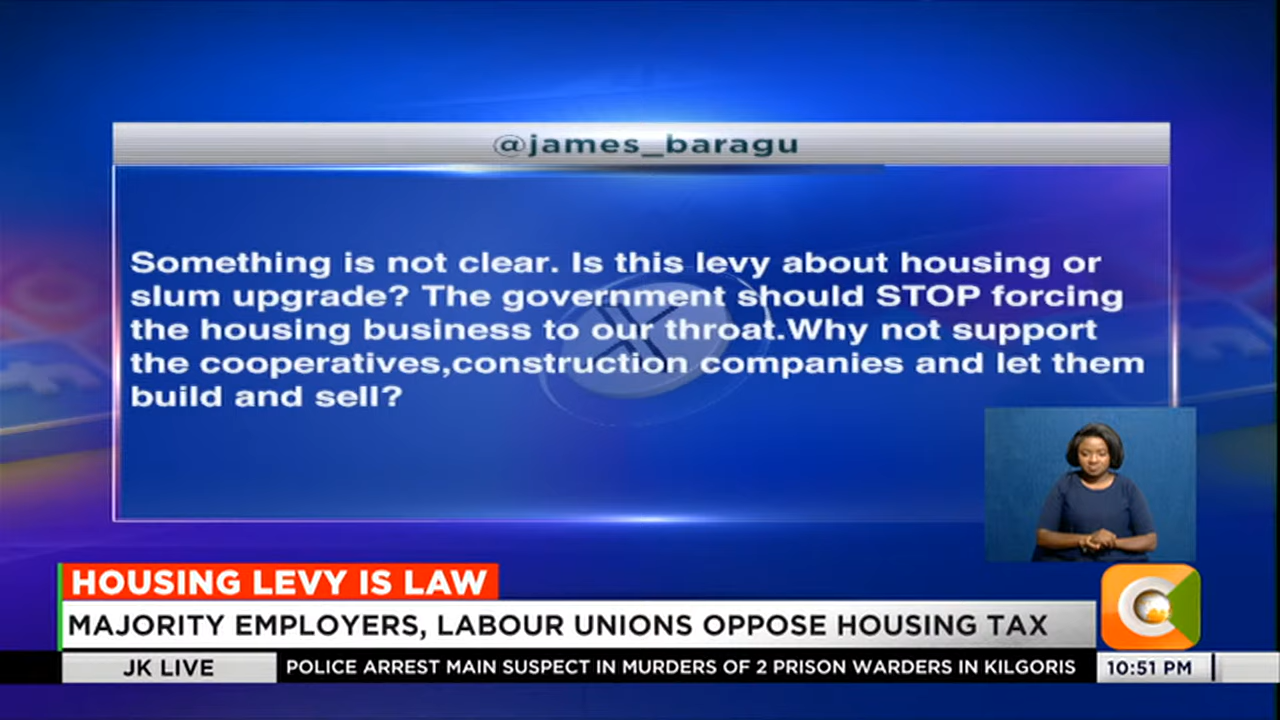 @james_baragu
Something is not clear. Is this levy about housing or
slum upgrade? The government should STOP forcing
the housing business to our throat.Why not support
the cooperatives,construction companies and let them
build and sell?
HOUSING LEVY IS LAW
MAJORITY EMPLOYERS, LABOUR UNIONS OPPOSE HOUSING TAX
JK LIVE
POLICE ARREST MAIN SUSPECT IN MURDERS OF 2 PRISON WARDERS IN KILGORIS
10:51 PM